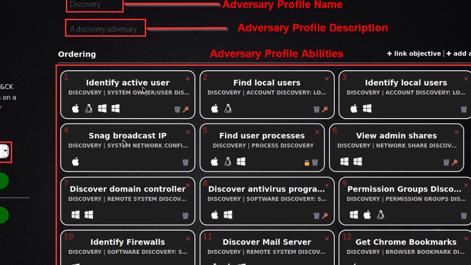 Discovery
Adversary Profile Name
A discovery adversary
Adversary Profile Description
Ordering
Adversary Profile Abilities
+ link objective
+ add a
&CK
s on a
1
Identify active user
DISCOVERY | SYSTEM OWNER/USER DIS...
2
Find local users
DISCOVERY | ACCOUNT DISCOVERY: LO...
3
Identify local users
DISCOVERY | ACCOUNT DISCOVERY: LO...
4
Snag broadcast IP
DISCOVERY | SYSTEM NETWORK CONFI...
5
Find user processes
DISCOVERY | PROCESS DISCOVERY
6
View admin shares
DISCOVERY | NETWORK SHARE DISCOV...
7
Discover domain controller
DISCOVERY | REMOTE SYSTEM DISCOV...
8
Discover antivirus progra...
DISCOVERY | SOFTWARE DISCOVERY: S...
9
Permission Groups Disco...
DISCOVERY | PERMISSION GROUPS DIS...
10
Identify Firewalls
DISCOVERY | SOFTWARE DISCOVERY: S...
11
Discover Mail Server
DISCOVERY | REMOTE SYSTEM DISCOV...
12
Get Chrome Bookmarks
DISCOVERY | BROWSER BOOKMARK DI...